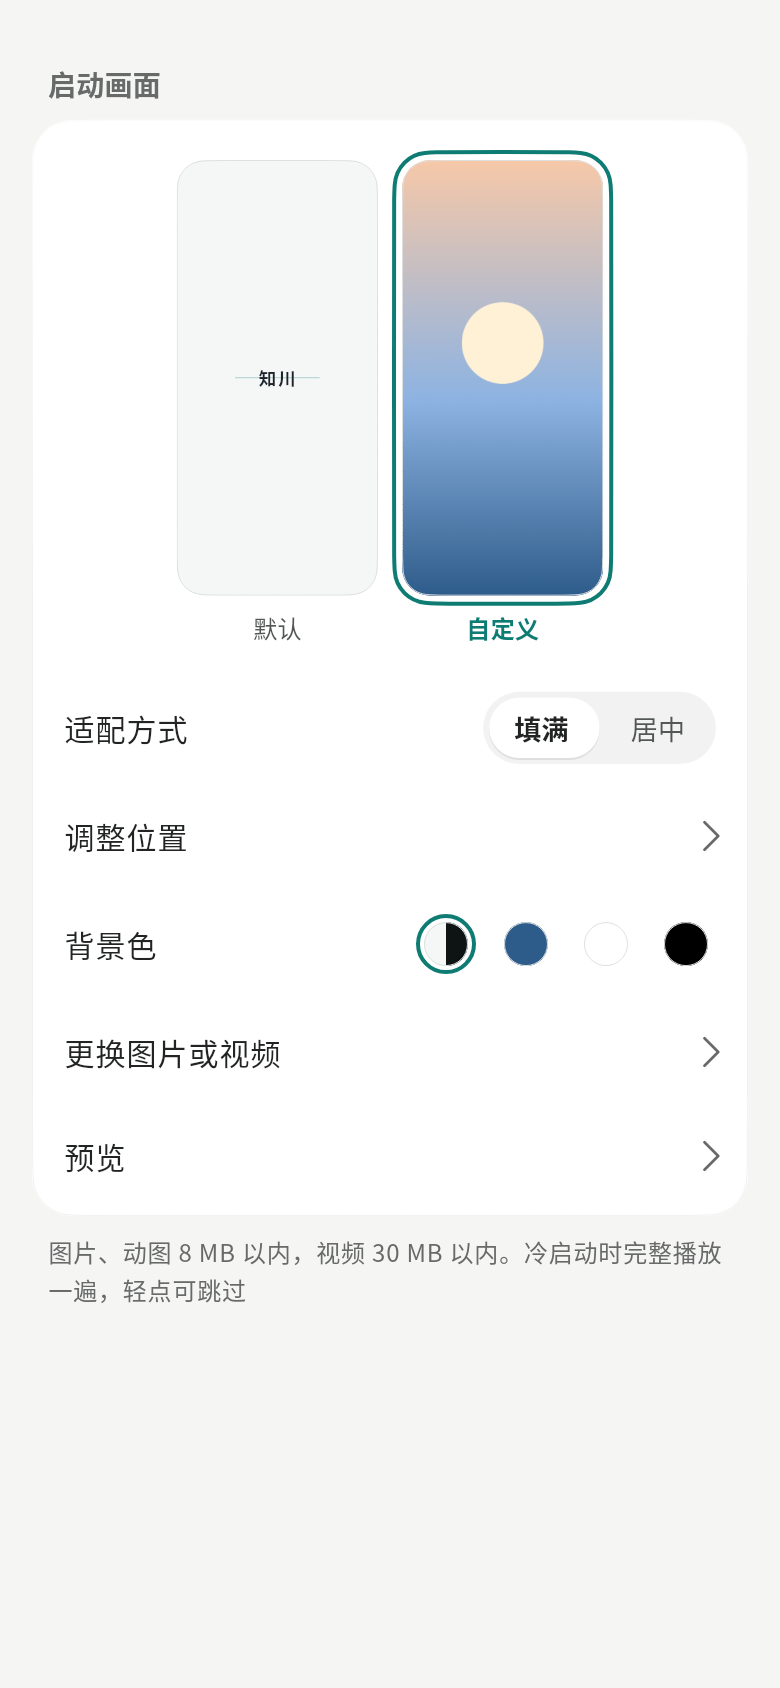 启动画面
知川
默认
自定义
适配方式
填满
居中
调整位置
背景色
更换图片或视频
预览
图片、动图 8 MB 以内，视频 30 MB 以内。冷启动时完整播放
一遍，轻点可跳过